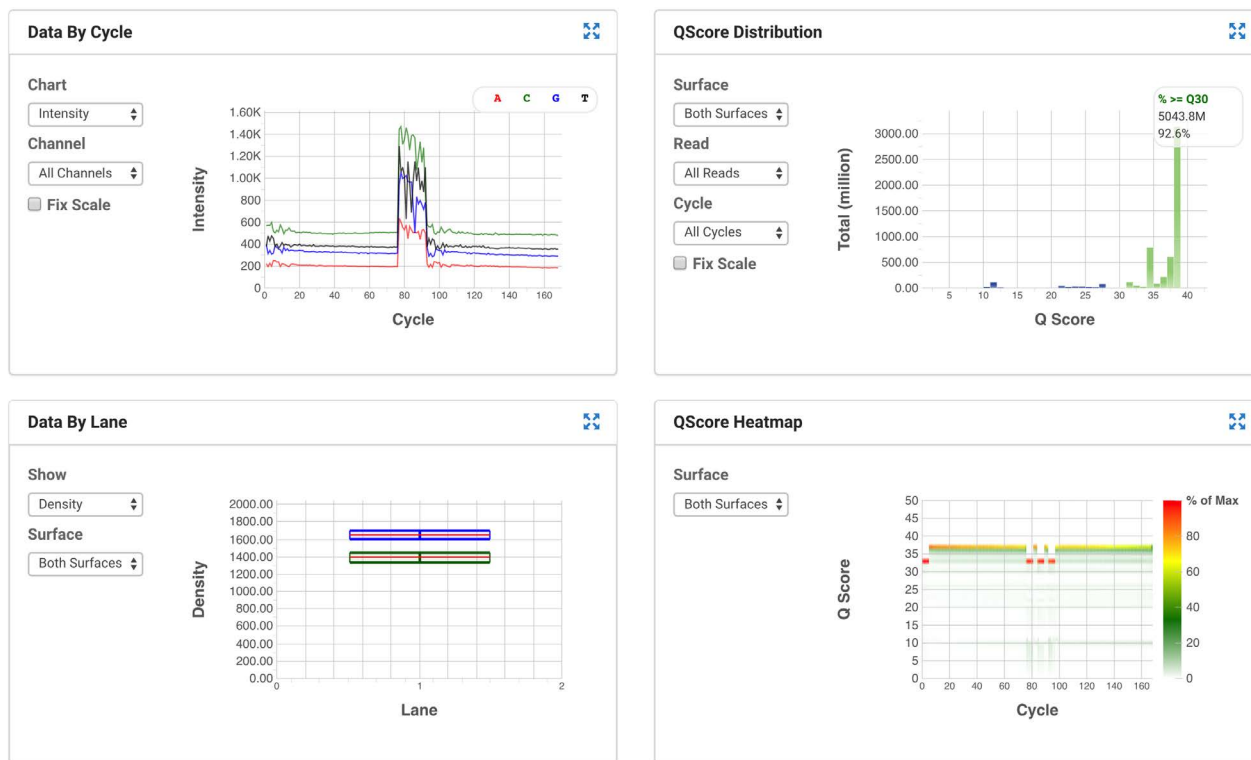 Data By Cycle
Chart
Intensity
Channel
All Channels
Fix Scale
A C G T
Intensity
1.60K
1.40K
1.20K
1.00K
800
600
400
200
0
0 20 40 60 80 100 120 140 160
Cycle
QScore Distribution
Surface
Both Surfaces
Read
All Reads
Cycle
All Cycles
Fix Scale
% >= Q30
5043.8M
92.6%
Total (million)
3000.00
2500.00
2000.00
1500.00
1000.00
500.00
0.00
5 10 15 20 25 30 35 40
Q Score
Data By Lane
Show
Density
Surface
Both Surfaces
Density
2000.00
1800.00
1600.00
1400.00
1200.00
1000.00
800.00
600.00
400.00
200.00
0.00
0 1 2
Lane
QScore Heatmap
Surface
Both Surfaces
Q Score
50
45
40
35
30
25
20
15
10
5
0
0 20 40 60 80 100 120 140 160
Cycle
% of Max
80
60
40
20
0